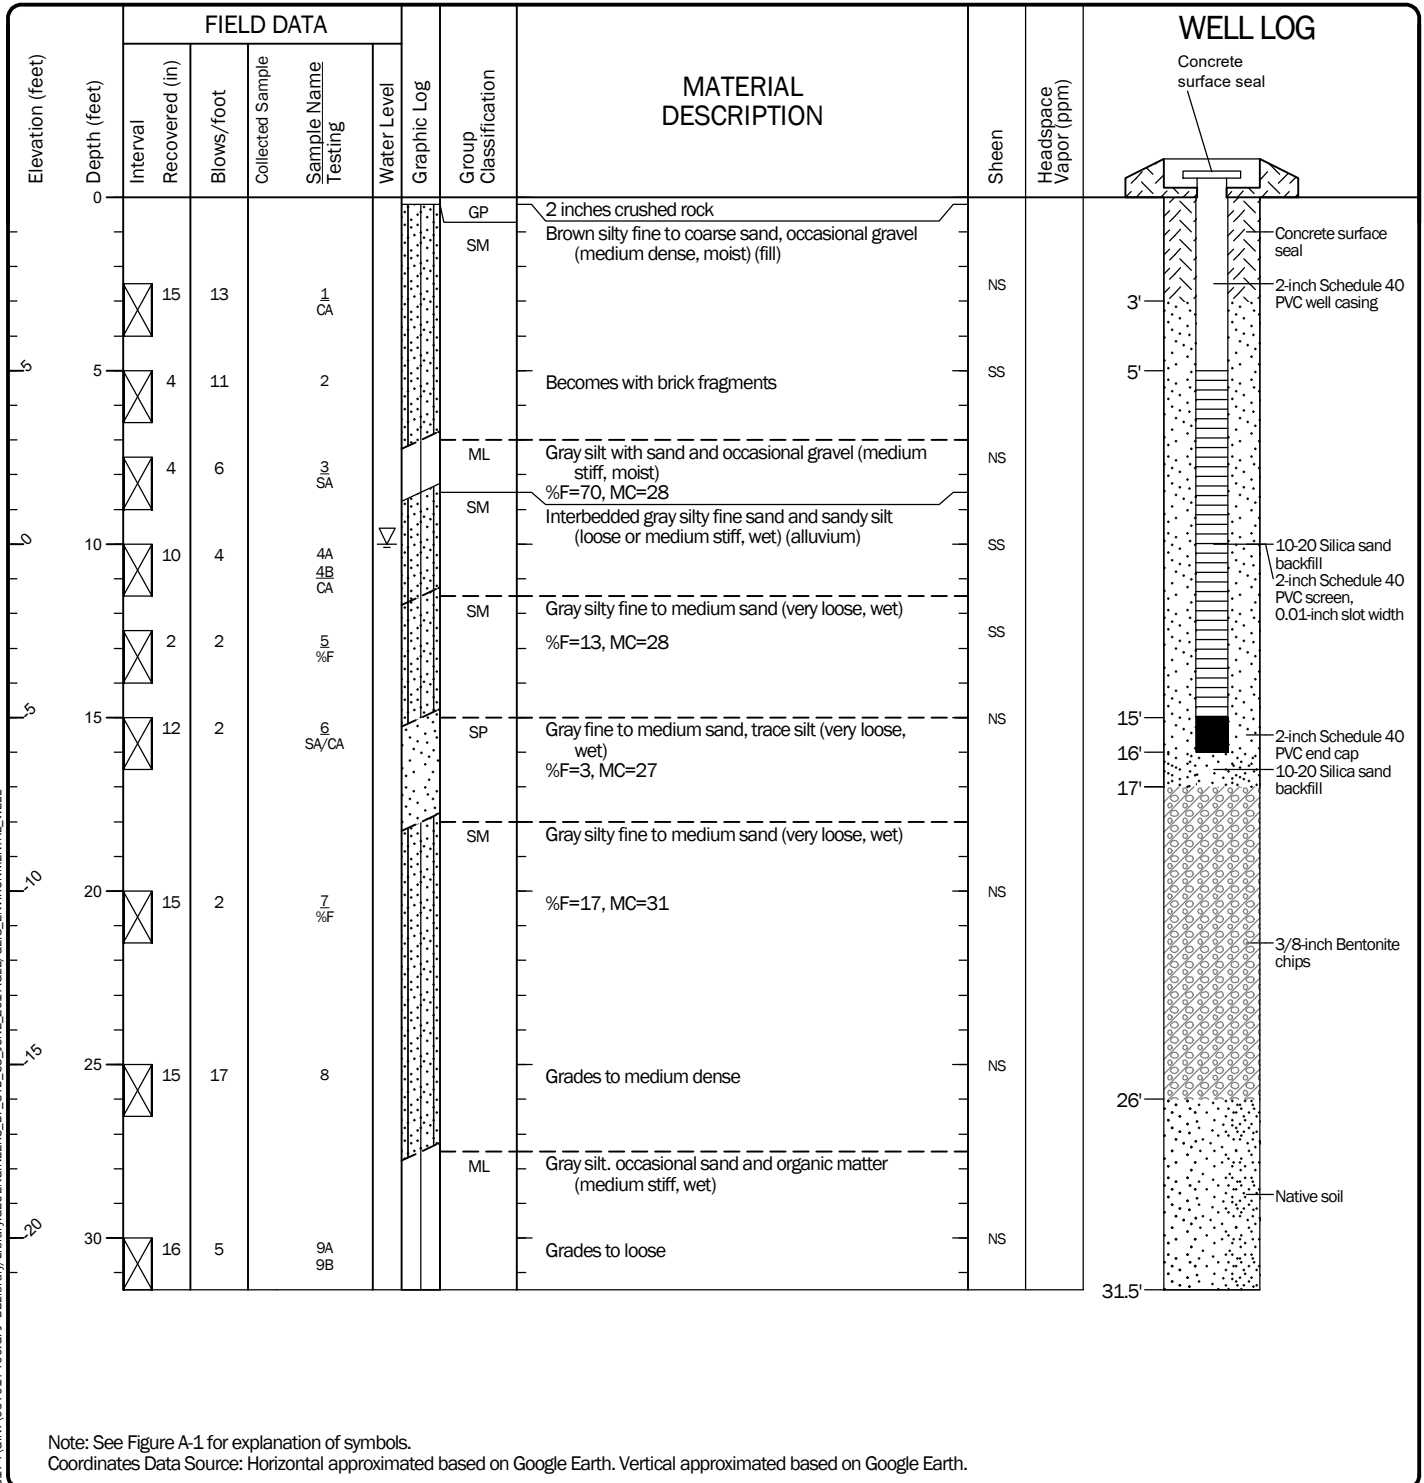 FIELD DATA
WELL LOG
Elevation (feet)
Depth (feet)
Interval
Recovered (in)
Blows/foot
Collected Sample
Sample Name
Testing
Water Level
Graphic Log
Group
Classification
MATERIAL
DESCRIPTION
Sheen
Headspace
Vapor (ppm)
Concrete
surface seal
0
GP
2 inches crushed rock
SM
Brown silty fine to coarse sand, occasional gravel
(medium dense, moist) (fill)
Concrete surface
seal
15
13
1
CA
NS
2-inch Schedule 40
PVC well casing
3'
5
5
4
11
2
Becomes with brick fragments
SS
5'
ML
Gray silt with sand and occasional gravel (medium
stiff, moist)
%F=70, MC=28
4
6
3
SA
NS
SM
Interbedded gray silty fine sand and sandy silt
(loose or medium stiff, wet) (alluvium)
0
10
10
4
4A
4B
CA
SS
10-20 Silica sand
backfill
2-inch Schedule 40
PVC screen,
0.01-inch slot width
SM
Gray silty fine to medium sand (very loose, wet)
2
2
5
%F
%F=13, MC=28
SS
-5
15
12
2
6
SA/CA
SP
Gray fine to medium sand, trace silt (very loose,
wet)
%F=3, MC=27
NS
15'
2-inch Schedule 40
PVC end cap
16'
10-20 Silica sand
backfill
17'
SM
Gray silty fine to medium sand (very loose, wet)
-10
20
15
2
7
%F
%F=17, MC=31
NS
3/8-inch Bentonite
chips
-15
25
15
17
8
Grades to medium dense
NS
26'
ML
Gray silt. occasional sand and organic matter
(medium stiff, wet)
Native soil
-20
30
16
5
9A
9B
Grades to loose
NS
31.5'
Note: See Figure A-1 for explanation of symbols.
Coordinates Data Source: Horizontal approximated based on Google Earth. Vertical approximated based on Google Earth.